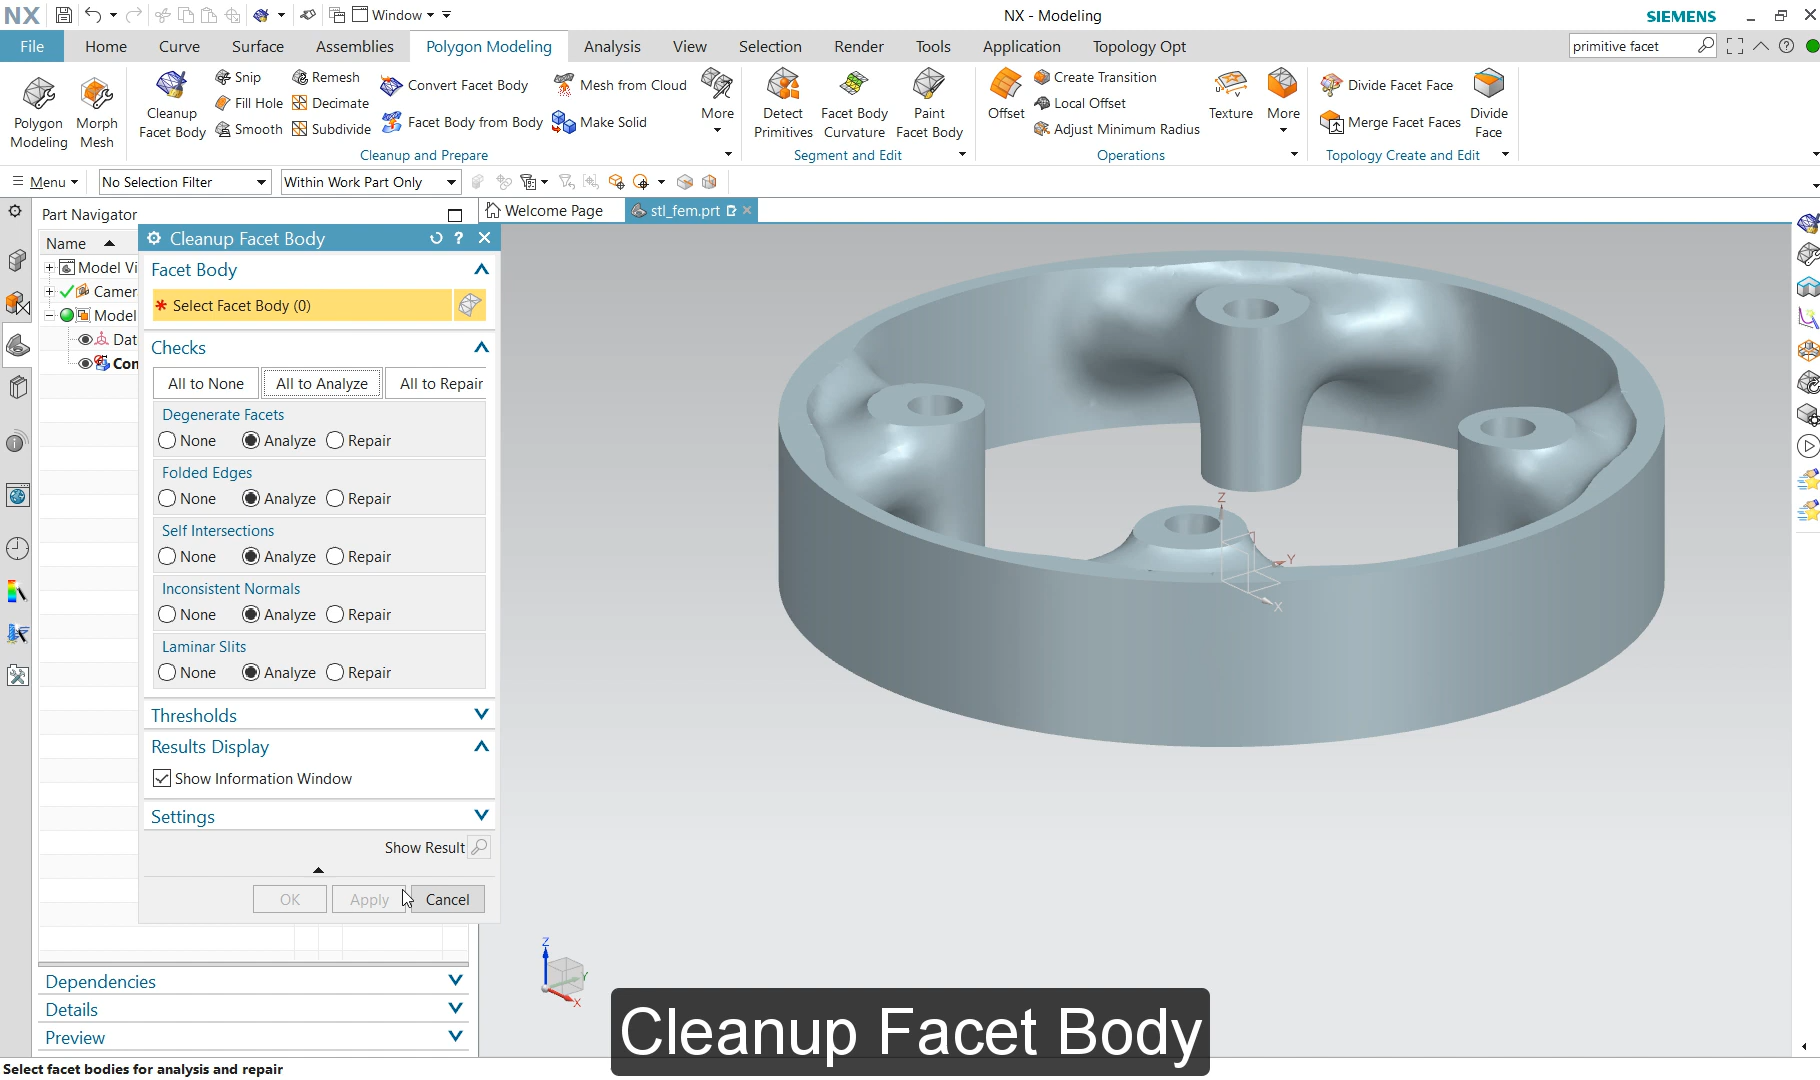 NX
Window
NX - Modeling
SIEMENS
File
Home
Curve
Surface
Assemblies
Polygon Modeling
Analysis
View
Selection
Render
Tools
Application
Topology Opt
primitive facet
Polygon
Modeling
Morph
Mesh
Cleanup
Facet Body
Snip
Fill Hole
Smooth
Remesh
Decimate
Subdivide
Convert Facet Body
Facet Body from Body
Mesh from Cloud
Make Solid
More
Cleanup and Prepare
Detect
Primitives
Facet Body
Curvature
Paint
Facet Body
Segment and Edit
Offset
Create Transition
Local Offset
Adjust Minimum Radius
Texture
More
Operations
Divide Facet Face
Merge Facet Faces
Divide
Face
Topology Create and Edit
Menu
No Selection Filter
Within Work Part Only
Part Navigator
Welcome Page
stl_fem.prt
Name
Model Vi
Camer
Model
Dat
Con
Cleanup Facet Body
Facet Body
* Select Facet Body (0)
Checks
All to None
All to Analyze
All to Repair
Degenerate Facets
None Analyze Repair
Folded Edges
None Analyze Repair
Self Intersections
None Analyze Repair
Inconsistent Normals
None Analyze Repair
Laminar Slits
None Analyze Repair
Thresholds
Results Display
Show Information Window
Settings
Show Result
OK
Apply
Cancel
Dependencies
Details
Preview
Z
Y
X
Z
Y
X
Cleanup Facet Body
Select facet bodies for analysis and repair